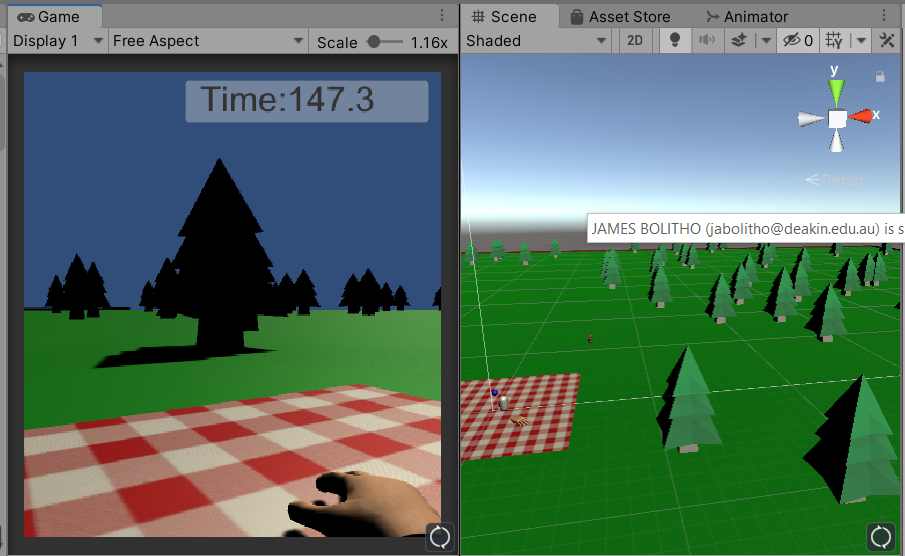 Game
Display 1 Free Aspect Scale 1.16x
Time:147.3
Scene Asset Store Animator
Shaded 2D 0
y
x
Persp
JAMES BOLITHO (jabolitho@deakin.edu.au) is s